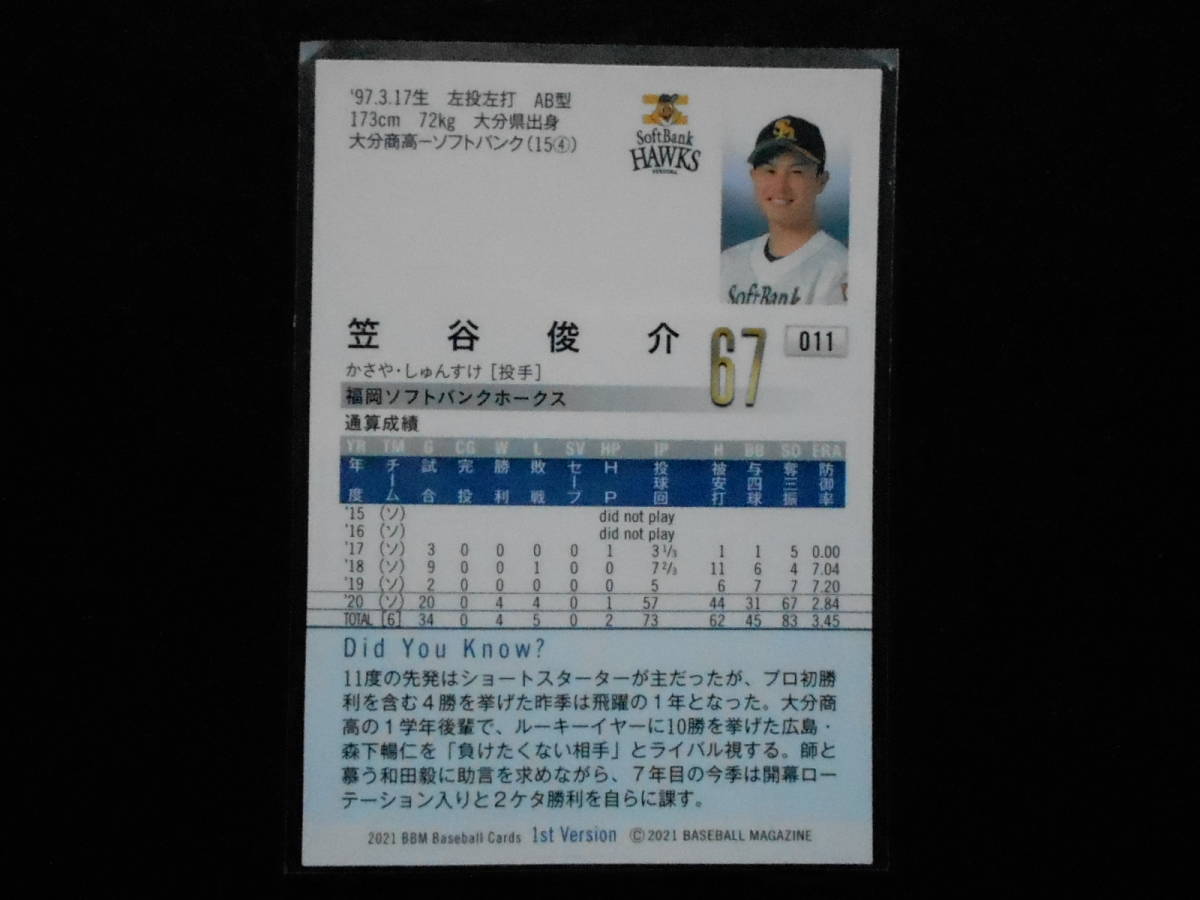 '97.3.17生 左投左打 AB型
173cm 72kg 大分県出身
大分商高ーソフトバンク(15④)
SoftBank
HAWKS
SoftBank
笠谷俊介
67
011
かさや・しゅんすけ[投手]
福岡ソフトバンクホークス
通算成績
YR TM G CG W L SV HP IP H BB SO ERA
年度 チーム 試合 完投 勝利 敗戦 セーブ HP 投球回 被安打 与四球 奪三振 防御率
'15 (ソ) did not play
'16 (ソ) did not play
'17 (ソ) 3 0 0 0 0 1 3 1/3 1 1 5 0.00
'18 (ソ) 9 0 0 1 0 0 7 2/3 11 6 4 7.04
'19 (ソ) 2 0 0 0 0 0 5 6 7 7 7.20
'20 (ソ) 20 0 4 4 0 1 57 44 31 67 2.84
TOTAL [6] 34 0 4 5 0 2 73 62 45 83 3.45
Did You Know?
11度の先発はショートスターターが主だったが、プロ初勝
利を含む4勝を挙げた昨季は飛躍の1年となった。大分商
高の1学年後輩で、ルーキーイヤーに10勝を挙げた広島・
森下暢仁を「負けたくない相手」とライバル視する。師と
慕う和田毅に助言を求めながら、7年目の今季は開幕ロー
テーション入りと2ケタ勝利を自らに課す。
2021 BBM Baseball Cards 1st Version ©2021 BASEBALL MAGAZINE